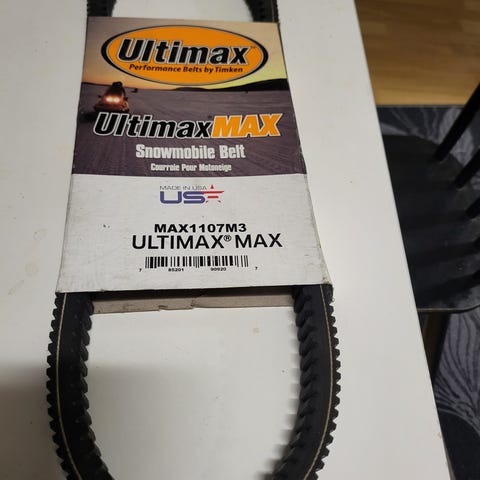 Ultimax™
Performance Belts by Timken
UltimaxMAX
Snowmobile Belt
Courroie Pour Motoneige
MADE IN USA
USA
MAX1107M3
ULTIMAX® MAX
7 85201 90920 7